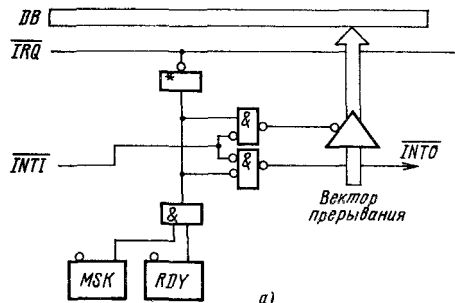 DB
IRQ
*
&
INTI
&
INTO
Вектор
прерывания
&
MSK RDY
а)